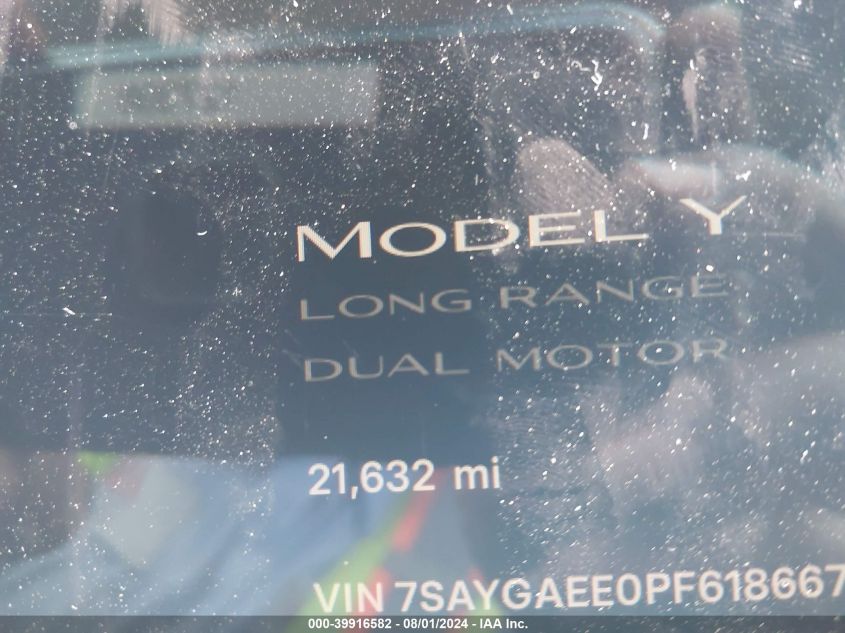 MODEL Y
LONG RANGE
DUAL MOTOR
21,632 mi
VIN 7SAYGAEE0PF618667
000-39916582 - 08/01/2024 - IAA Inc.